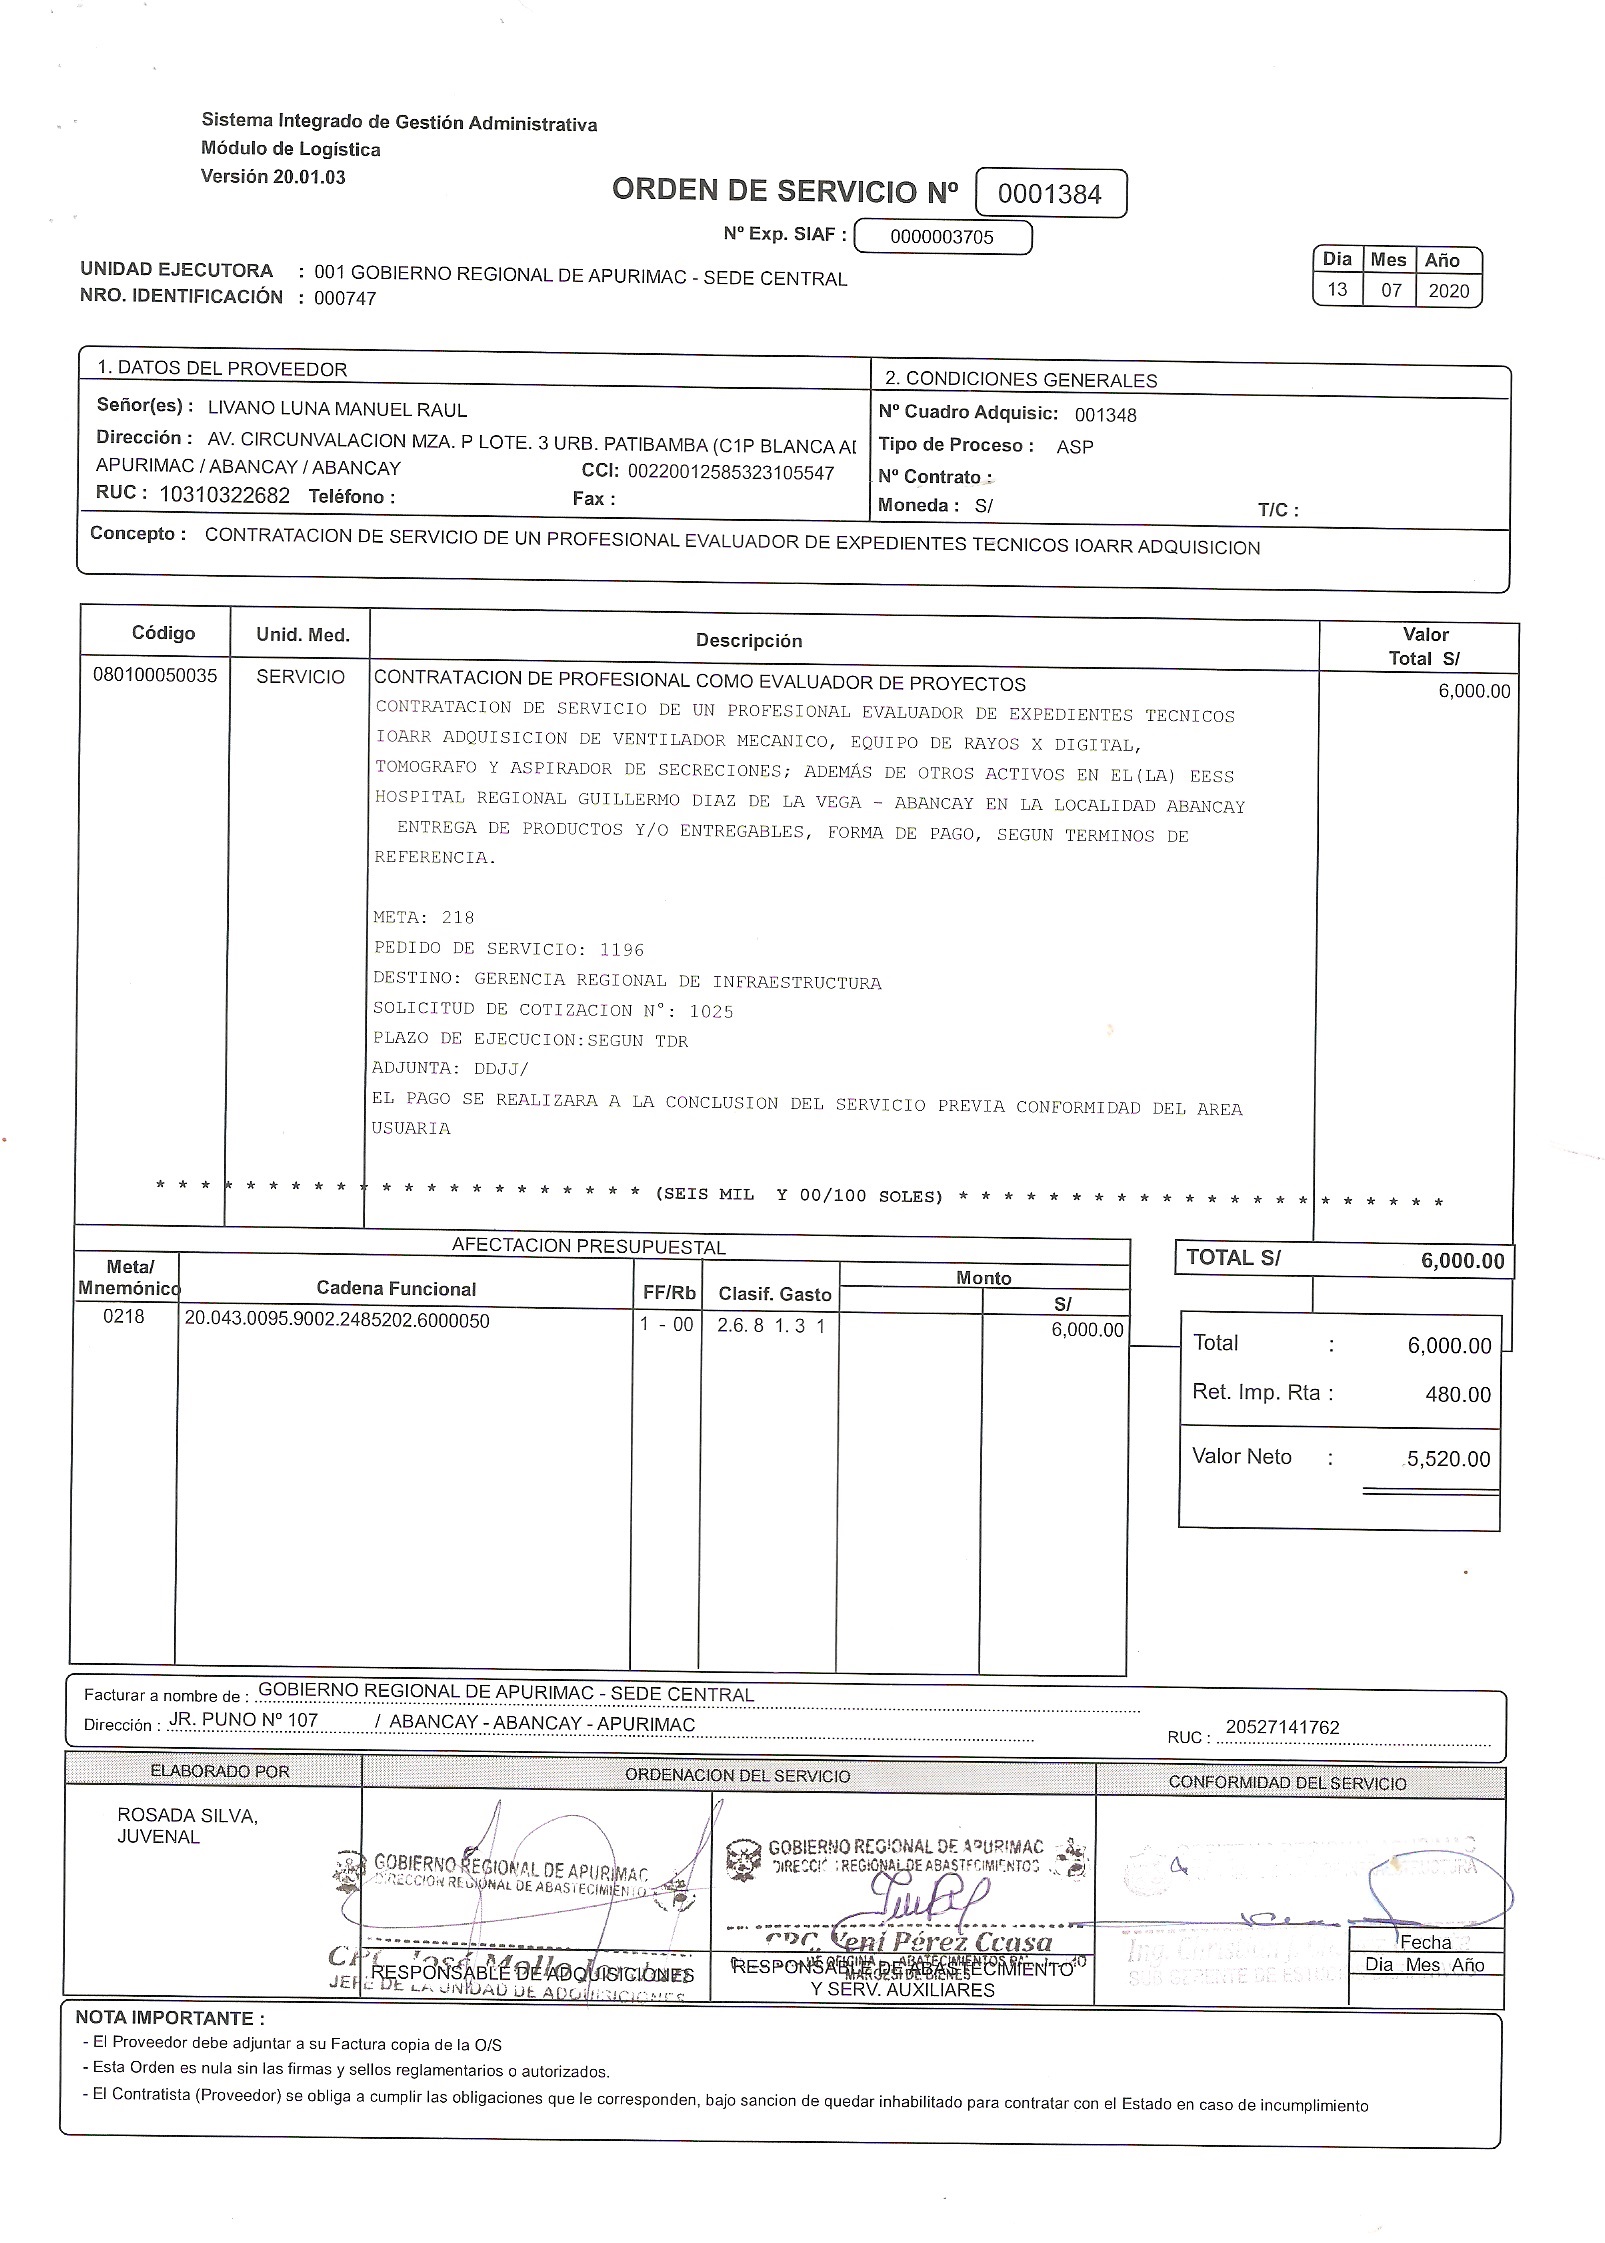 Sistema Integrado de Gestión Administrativa
Módulo de Logística
Versión 20.01.03
ORDEN DE SERVICIO Nº 0001384
Nº Exp. SIAF : 0000003705
UNIDAD EJECUTORA : 001 GOBIERNO REGIONAL DE APURIMAC - SEDE CENTRAL
NRO. IDENTIFICACIÓN : 000747
Dia Mes Año
13 07 2020
1. DATOS DEL PROVEEDOR
Señor(es) : LIVANO LUNA MANUEL RAUL
Dirección : AV. CIRCUNVALACION MZA. P LOTE. 3 URB. PATIBAMBA (C1P BLANCA
APURIMAC / ABANCAY / ABANCAY CCI: 00220012585323105547
RUC : 10310322682 Teléfono : Fax :
2. CONDICIONES GENERALES
Nº Cuadro Adquisic: 001348
Tipo de Proceso : ASP
Nº Contrato :
Moneda : S/ T/C :
Concepto : CONTRATACION DE SERVICIO DE UN PROFESIONAL EVALUADOR DE EXPEDIENTES TECNICOS IOARR ADQUISICION
Código Unid. Med. Descripción Valor
Total S/
080100050035 SERVICIO CONTRATACION DE PROFESIONAL COMO EVALUADOR DE PROYECTOS 6,000.00
CONTRATACION DE SERVICIO DE UN PROFESIONAL EVALUADOR DE EXPEDIENTES TECNICOS
IOARR ADQUISICION DE VENTILADOR MECANICO, EQUIPO DE RAYOS X DIGITAL,
TOMOGRAFO Y ASPIRADOR DE SECRECIONES; ADEMÁS DE OTROS ACTIVOS EN EL(LA) EESS
HOSPITAL REGIONAL GUILLERMO DIAZ DE LA VEGA - ABANCAY EN LA LOCALIDAD ABANCAY
ENTREGA DE PRODUCTOS Y/O ENTREGABLES, FORMA DE PAGO, SEGUN TERMINOS DE
REFERENCIA.
META: 218
PEDIDO DE SERVICIO: 1196
DESTINO: GERENCIA REGIONAL DE INFRAESTRUCTURA
SOLICITUD DE COTIZACION N°: 1025
PLAZO DE EJECUCION:SEGUN TDR
ADJUNTA: DDJJ/
EL PAGO SE REALIZARA A LA CONCLUSION DEL SERVICIO PREVIA CONFORMIDAD DEL AREA
USUARIA
* * * * * * * * * * * * * * * * * * * * * * (SEIS MIL Y 00/100 SOLES) * * * * * * * * * * * * * * * * * * * * * *
AFECTACION PRESUPUESTAL
Meta/
Mnemónico Cadena Funcional FF/Rb Clasif. Gasto Monto
S/
0218 20.043.0095.9002.2485202.6000050 1 - 00 2.6. 8 1. 3 1 6,000.00
TOTAL S/ 6,000.00
Total : 6,000.00
Ret. Imp. Rta : 480.00
Valor Neto : 5,520.00
Facturar a nombre de : GOBIERNO REGIONAL DE APURIMAC - SEDE CENTRAL
Dirección : JR. PUNO Nº 107 / ABANCAY - ABANCAY - APURIMAC
RUC : 20527141762
ELABORADO POR ORDENACION DEL SERVICIO CONFORMIDAD DEL SERVICIO
ROSADA SILVA,
JUVENAL
GOBIERNO REGIONAL DE APURIMAC
DIRECCION REGIONAL DE ABASTECIMIENTO
José
RESPONSABLE DE ADQUISICIONES
JEFE DE LA UNIDAD DE ADQUISICIONES
GOBIERNO REGIONAL DE APURIMAC
REGIONAL DE ABASTECIMIENTOS
CPC. Yeni Pérez Ccasa
RESPONSABLE DE ABASTECIMIENTO
MARGESI DE BIENES
Y SERV. AUXILIARES
Ing.
SUB GERENTE DE
Fecha
Dia Mes Año
NOTA IMPORTANTE :
- El Proveedor debe adjuntar a su Factura copia de la O/S
- Esta Orden es nula sin las firmas y sellos reglamentarios o autorizados.
- El Contratista (Proveedor) se obliga a cumplir las obligaciones que le corresponden, bajo sancion de quedar inhabilitado para contratar con el Estado en caso de incumplimiento